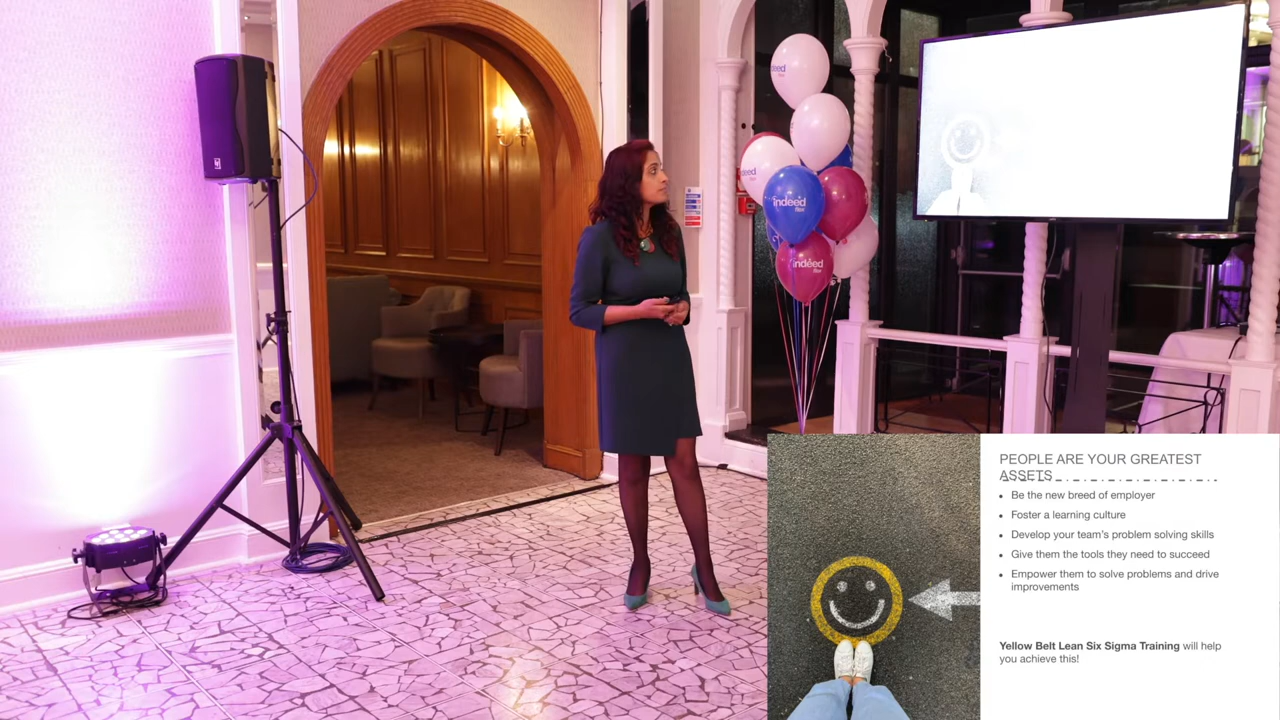 indeed
flex
indeed
flex
PEOPLE ARE YOUR GREATEST
ASSETS
• Be the new breed of employer
• Foster a learning culture
• Develop your team's problem solving skills
• Give them the tools they need to succeed
• Empower them to solve problems and drive
improvements
Yellow Belt Lean Six Sigma Training will help
you achieve this!